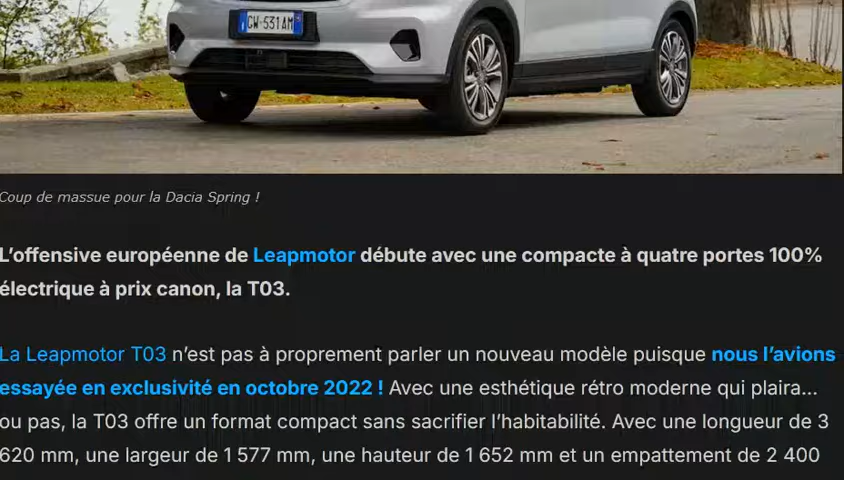 GW 531AM
Coup de massue pour la Dacia Spring !
L’offensive européenne de Leapmotor débute avec une compacte à quatre portes 100%
électrique à prix canon, la T03.
La Leapmotor T03 n’est pas à proprement parler un nouveau modèle puisque nous l’avions
essayée en exclusivité en octobre 2022 ! Avec une esthétique rétro moderne qui plaira...
ou pas, la T03 offre un format compact sans sacrifier l’habitabilité. Avec une longueur de 3
620 mm, une largeur de 1 577 mm, une hauteur de 1 652 mm et un empattement de 2 400